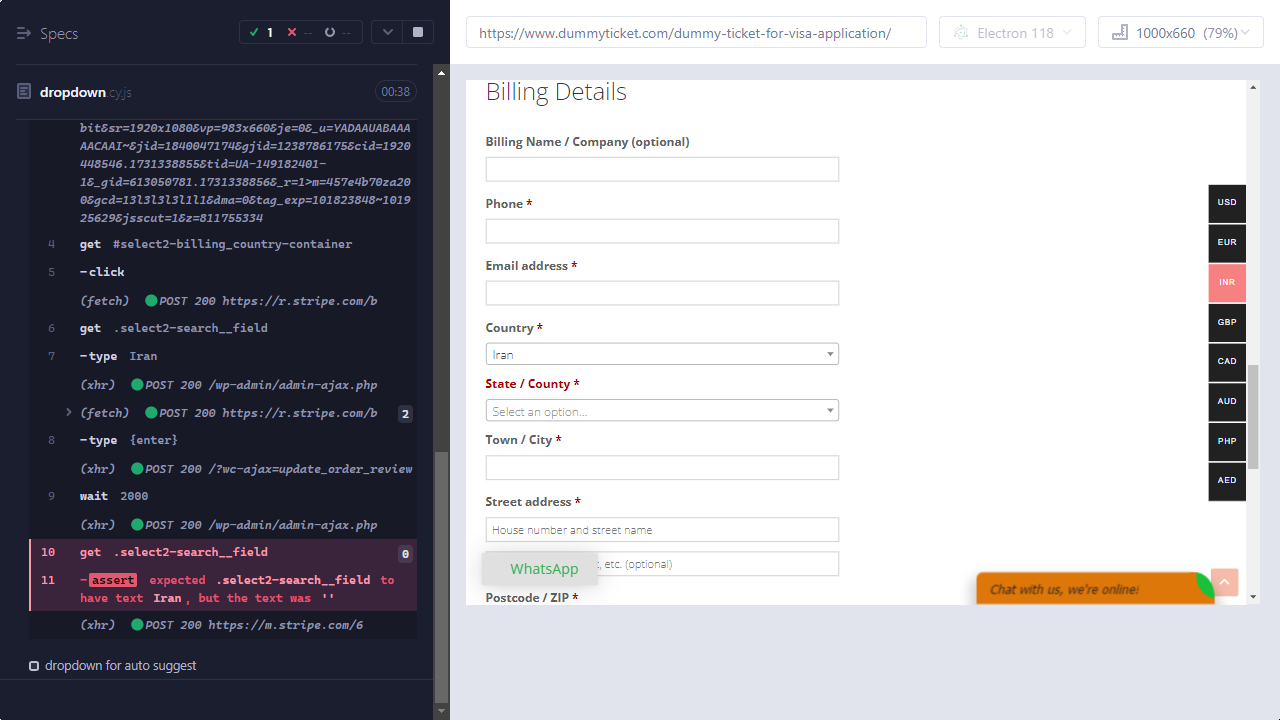 Specs
1
--
--
dropdown.cy.js
00:38
bit&sr=1920x1080&vp=983x660&je=0&_u=YADAAUABAAA
AACAAI~&jid=1840047174&gjid=1238786175&cid=1920
448546.1731338855&tid=UA-149182401-
1&_gid=613050781.1731338856&_r=1>m=457e4b70za20
0&gcd=13l3l3l3l1l1&dma=0&tag_exp=101823848~101
925629&jsscut=1&z=811755334
4 get #select2-billing_country-container
5 -click
(fetch) POST 200 https://r.stripe.com/b
6 get .select2-search__field
7 -type Iran
(xhr) POST 200 /wp-admin/admin-ajax.php
(fetch) POST 200 https://r.stripe.com/b 2
8 -type {enter}
(xhr) POST 200 /?wc-ajax=update_order_review
9 wait 2000
(xhr) POST 200 /wp-admin/admin-ajax.php
10 get .select2-search__field 0
11 -assert expected .select2-search__field to
have text Iran, but the text was ''
(xhr) POST 200 https://m.stripe.com/6
dropdown for auto suggest
https://www.dummyticket.com/dummy-ticket-for-visa-application/
Electron 118
1000x660 (79%)
Billing Details
Billing Name / Company (optional)
Phone *
Email address *
Country *
Iran
State / County *
Select an option...
Town / City *
Street address *
House number and street name
WhatsApp
, etc. (optional)
Postcode / ZIP *
USD
EUR
INR
GBP
CAD
AUD
PHP
AED
Chat with us, we're online!